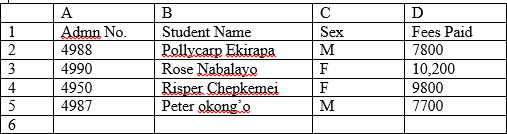 A B C D
1 Admn No. Student Name Sex Fees Paid
2 4988 Pollycarp Ekirapa M 7800
3 4990 Rose Nabalayo F 10,200
4 4950 Risper Chepkemei F 9800
5 4987 Peter okong’o M 7700
6